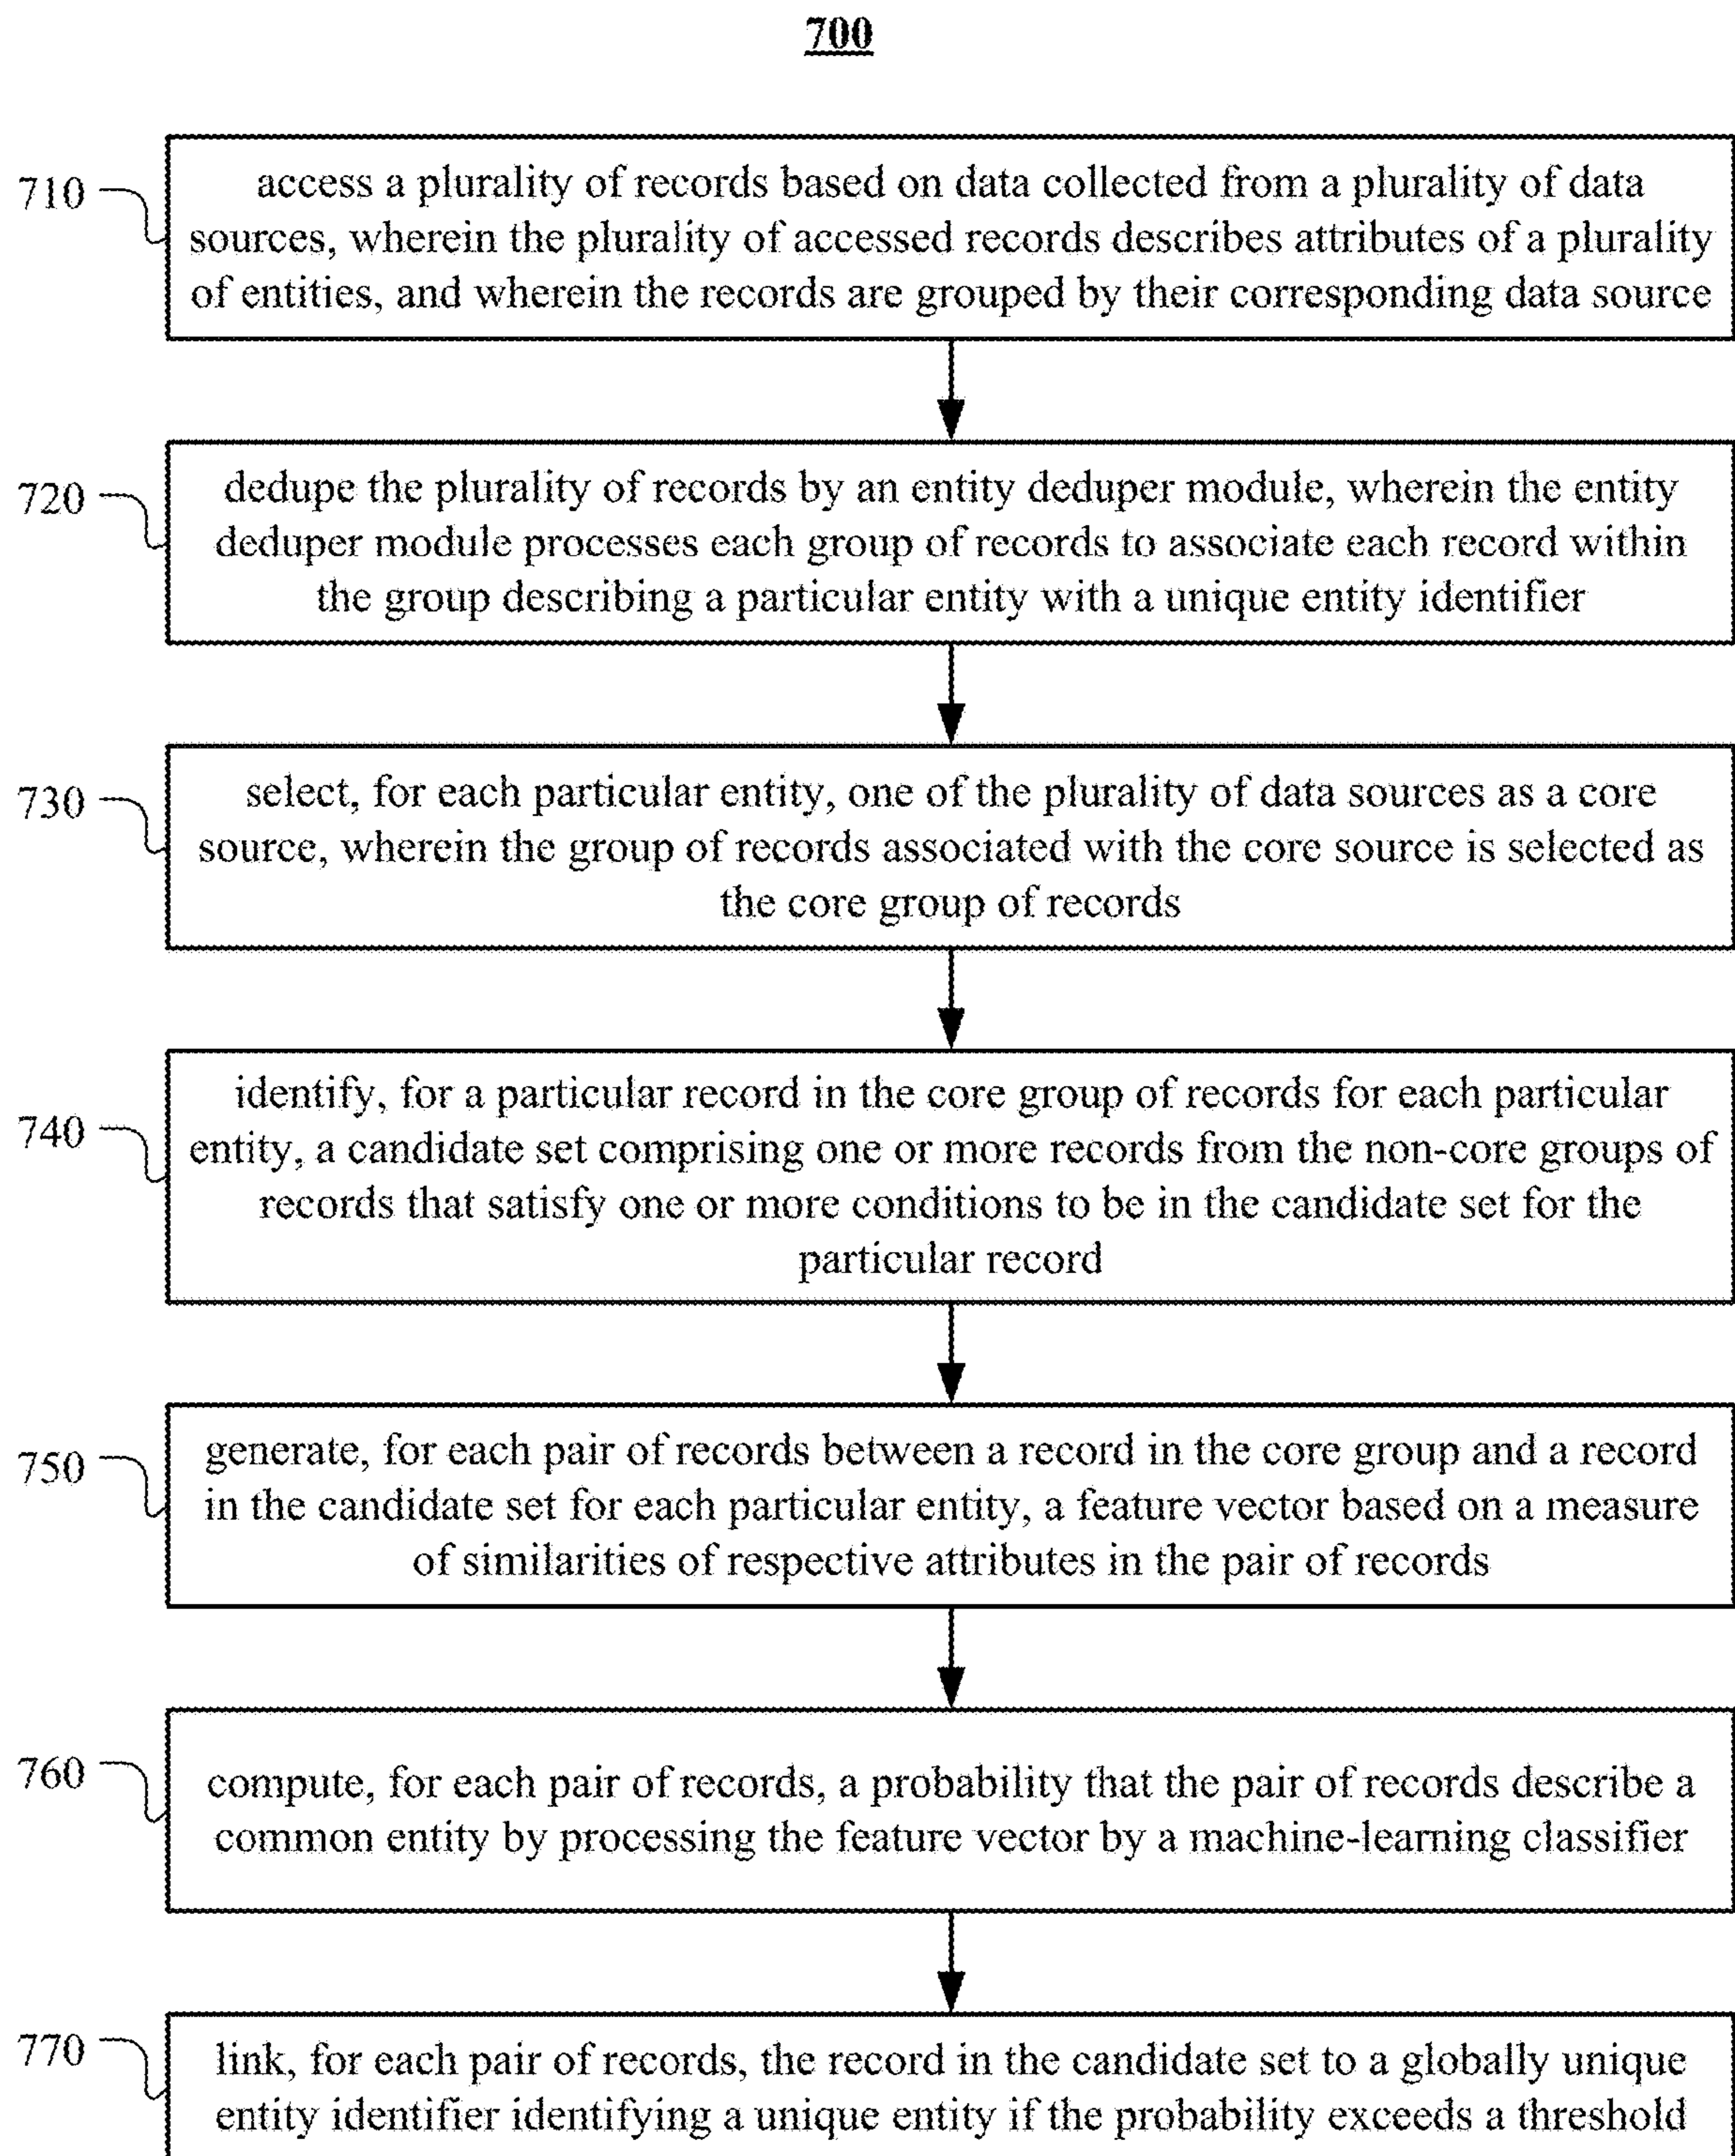 700
710
access a plurality of records based on data collected from a plurality of data
sources, wherein the plurality of accessed records describes attributes of a plurality
of entities, and wherein the records are grouped by their corresponding data source
720
dedupe the plurality of records by an entity deduper module, wherein the entity
deduper module processes each group of records to associate each record within
the group describing a particular entity with a unique entity identifier
730
select, for each particular entity, one of the plurality of data sources as a core
source, wherein the group of records associated with the core source is selected as
the core group of records
740
identify, for a particular record in the core group of records for each particular
entity, a candidate set comprising one or more records from the non-core groups of
records that satisfy one or more conditions to be in the candidate set for the
particular record
750
generate, for each pair of records between a record in the core group and a record
in the candidate set for each particular entity, a feature vector based on a measure
of similarities of respective attributes in the pair of records
760
compute, for each pair of records, a probability that the pair of records describe a
common entity by processing the feature vector by a machine-learning classifier
770
link, for each pair of records, the record in the candidate set to a globally unique
entity identifier identifying a unique entity if the probability exceeds a threshold